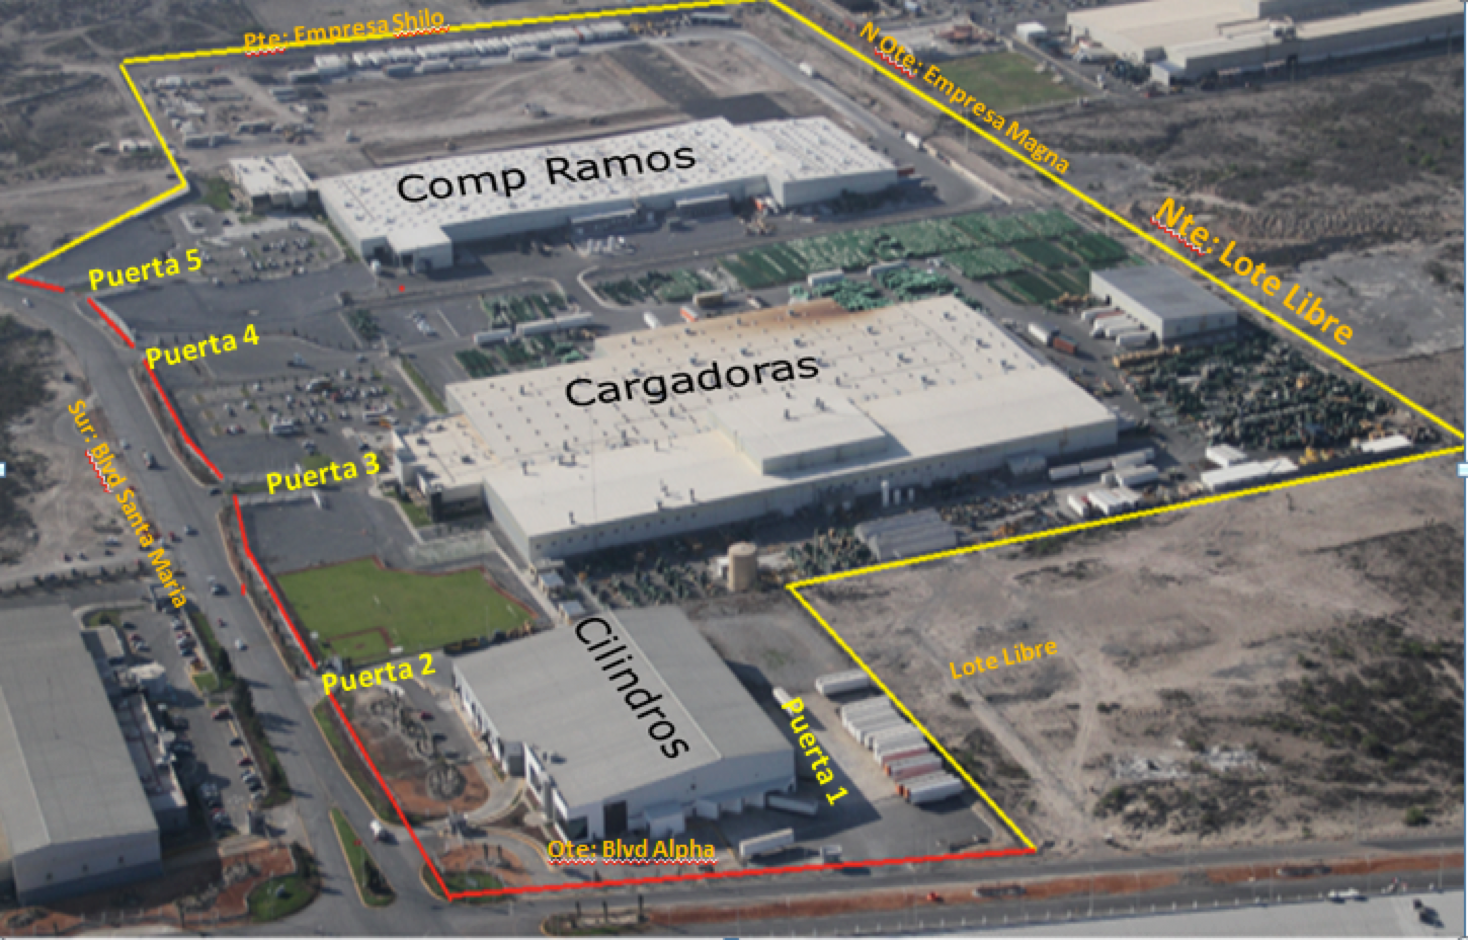 Pte: Empresa Shilo
N Ote: Empresa Magna
Comp Ramos
Nte: Lote Libre
Puerta 5
Puerta 4
Cargadoras
Sur: Blvd Santa Maria
Puerta 3
Cilindros
Lote Libre
Puerta 2
Puerta 1
Ote: Blvd Alpha